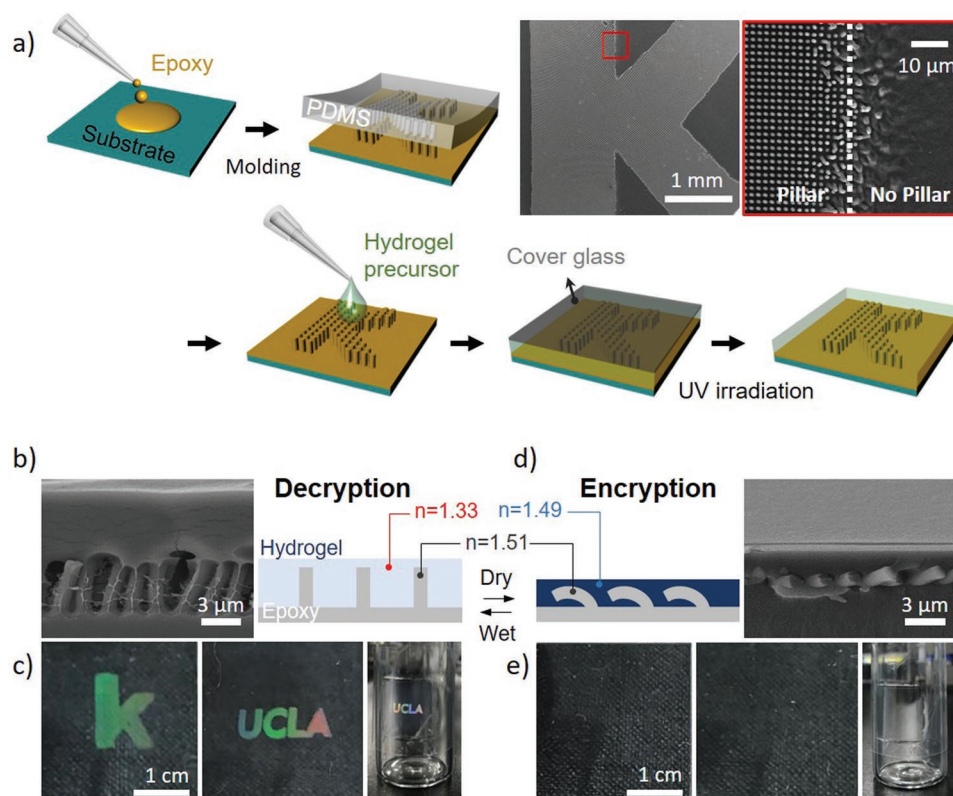 a)
Epoxy
Substrate
Molding
PDMS
1 mm
10 μm
Pillar
No Pillar
Hydrogel
precursor
Cover glass
UV irradiation
b)
3 μm
Decryption
Hydrogel
Epoxy
n=1.33
n=1.49
n=1.51
Dry
Wet
d)
Encryption
3 μm
c)
K
1 cm
UCLA
UCLA
e)
1 cm